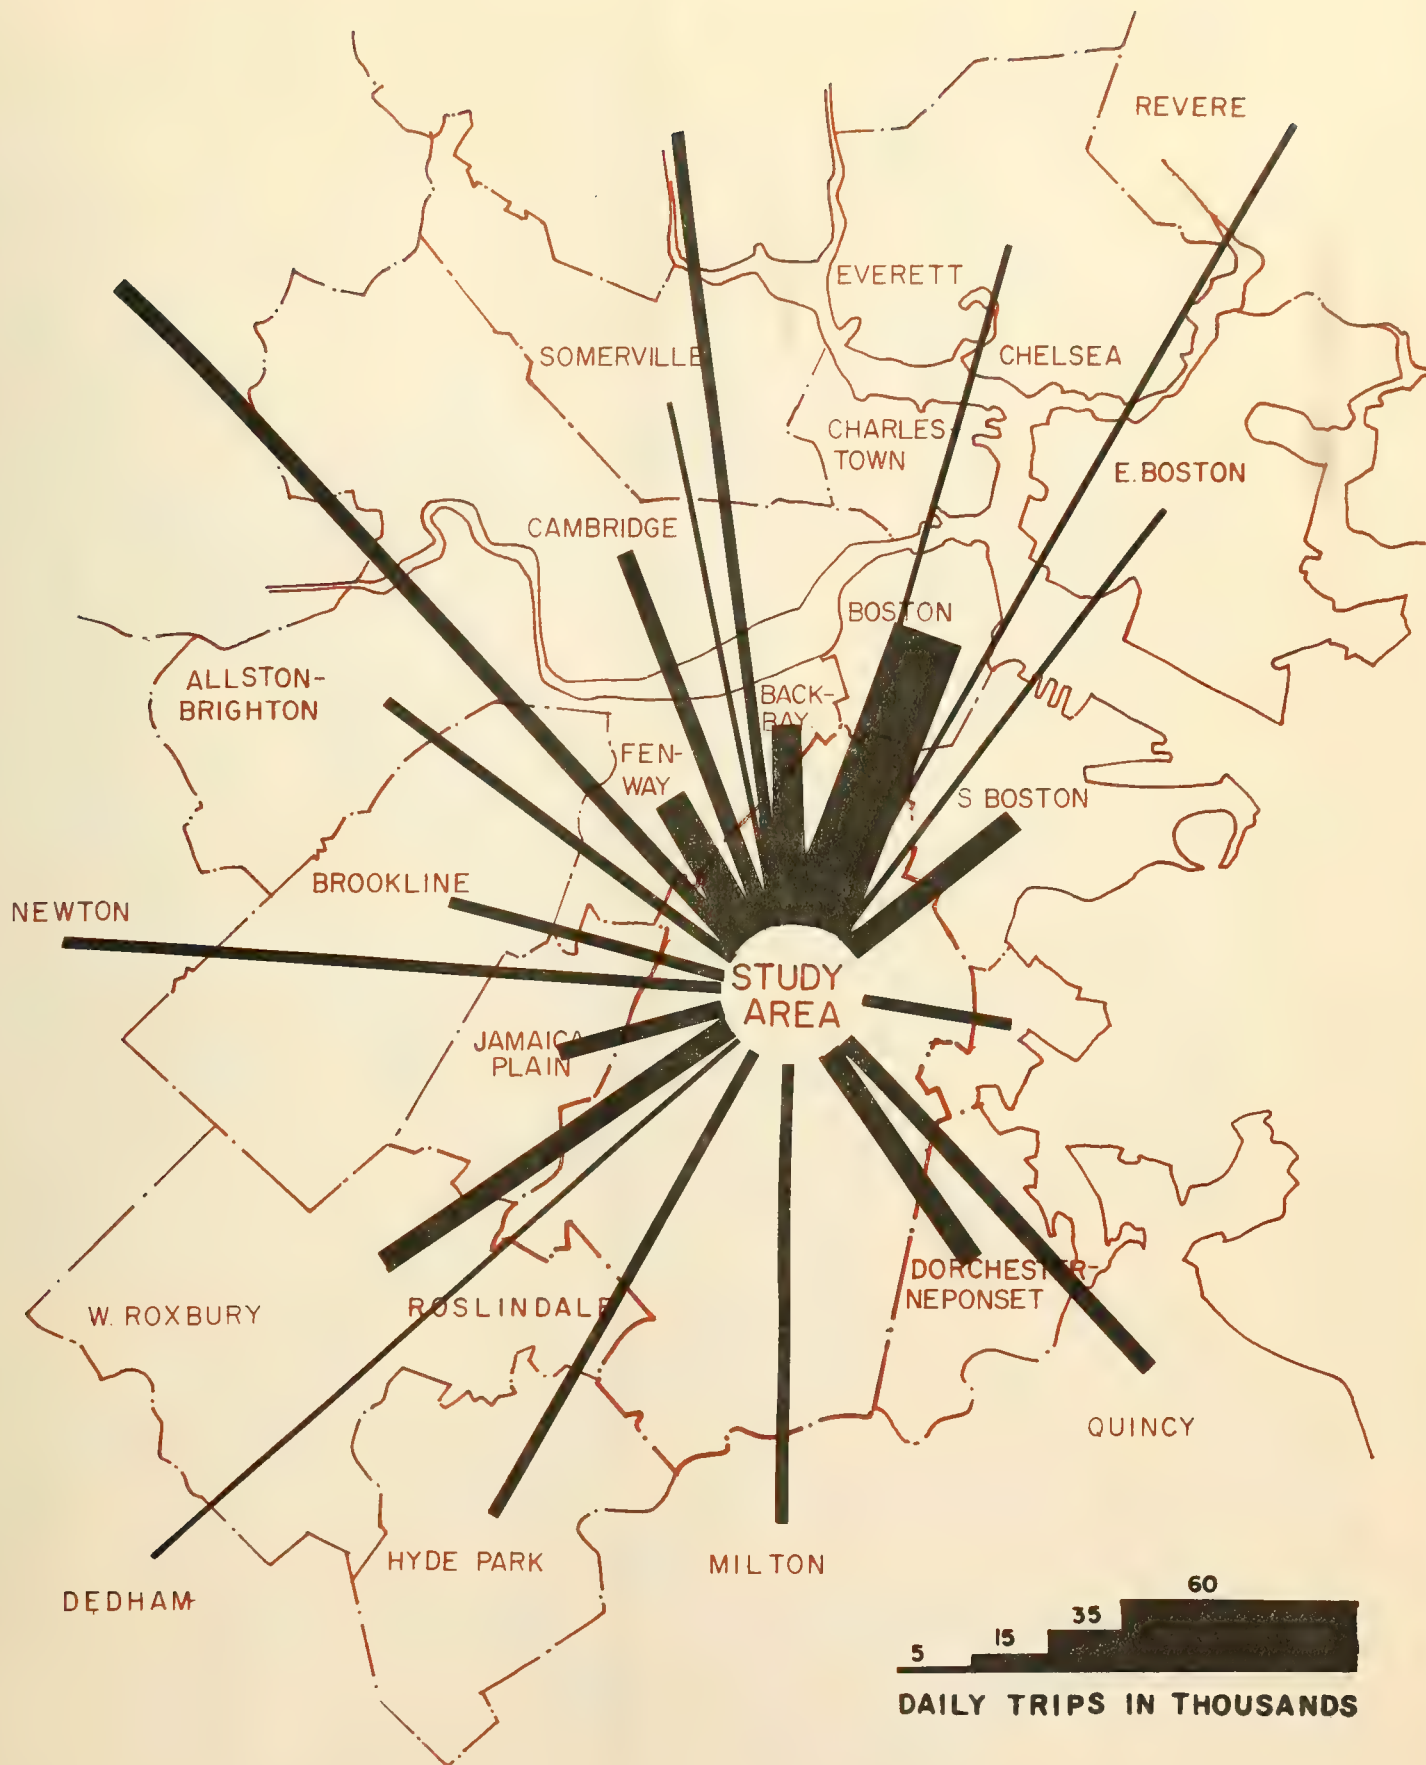 REVERE
EVERETT
SOMERVILLE
CHELSEA
CHARLES-
TOWN
E. BOSTON
CAMBRIDGE
BOSTON
ALLSTON-
BRIGHTON
BACK-
BAY
FEN-
WAY
S BOSTON
BROOKLINE
NEWTON
STUDY
AREA
JAMAICA
PLAIN
DORCHESTER-
NEPONSET
W. ROXBURY
ROSLINDALE
QUINCY
HYDE PARK
MILTON
DEDHAM
5
15
35
60
DAILY TRIPS IN THOUSANDS